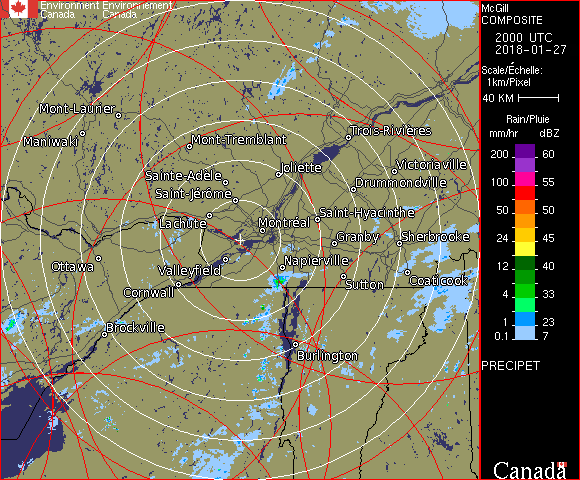 Environment Environnement
Canada Canada
McGill
COMPOSITE
2000 UTC
2018-01-27
Scale/Échelle:
1km/Pixel
40 KM
Rain/Pluie
mm/hr dBZ
200 60
100 55
50 50
24 45
12 40
4 33
1 23
0.1 7
PRECIPET
Canada
Mont-Laurier
Maniwaki
Mont-Tremblant
Trois-Rivières
Joliette
Victoriaville
Sainte-Adèle
Drummondville
Saint-Jérôme
Saint-Hyacinthe
Lachute
Montréal
Granby
Sherbrooke
Ottawa
Valleyfield
Napierville
Cornwall
Sutton
Coaticook
Brockville
Burlington